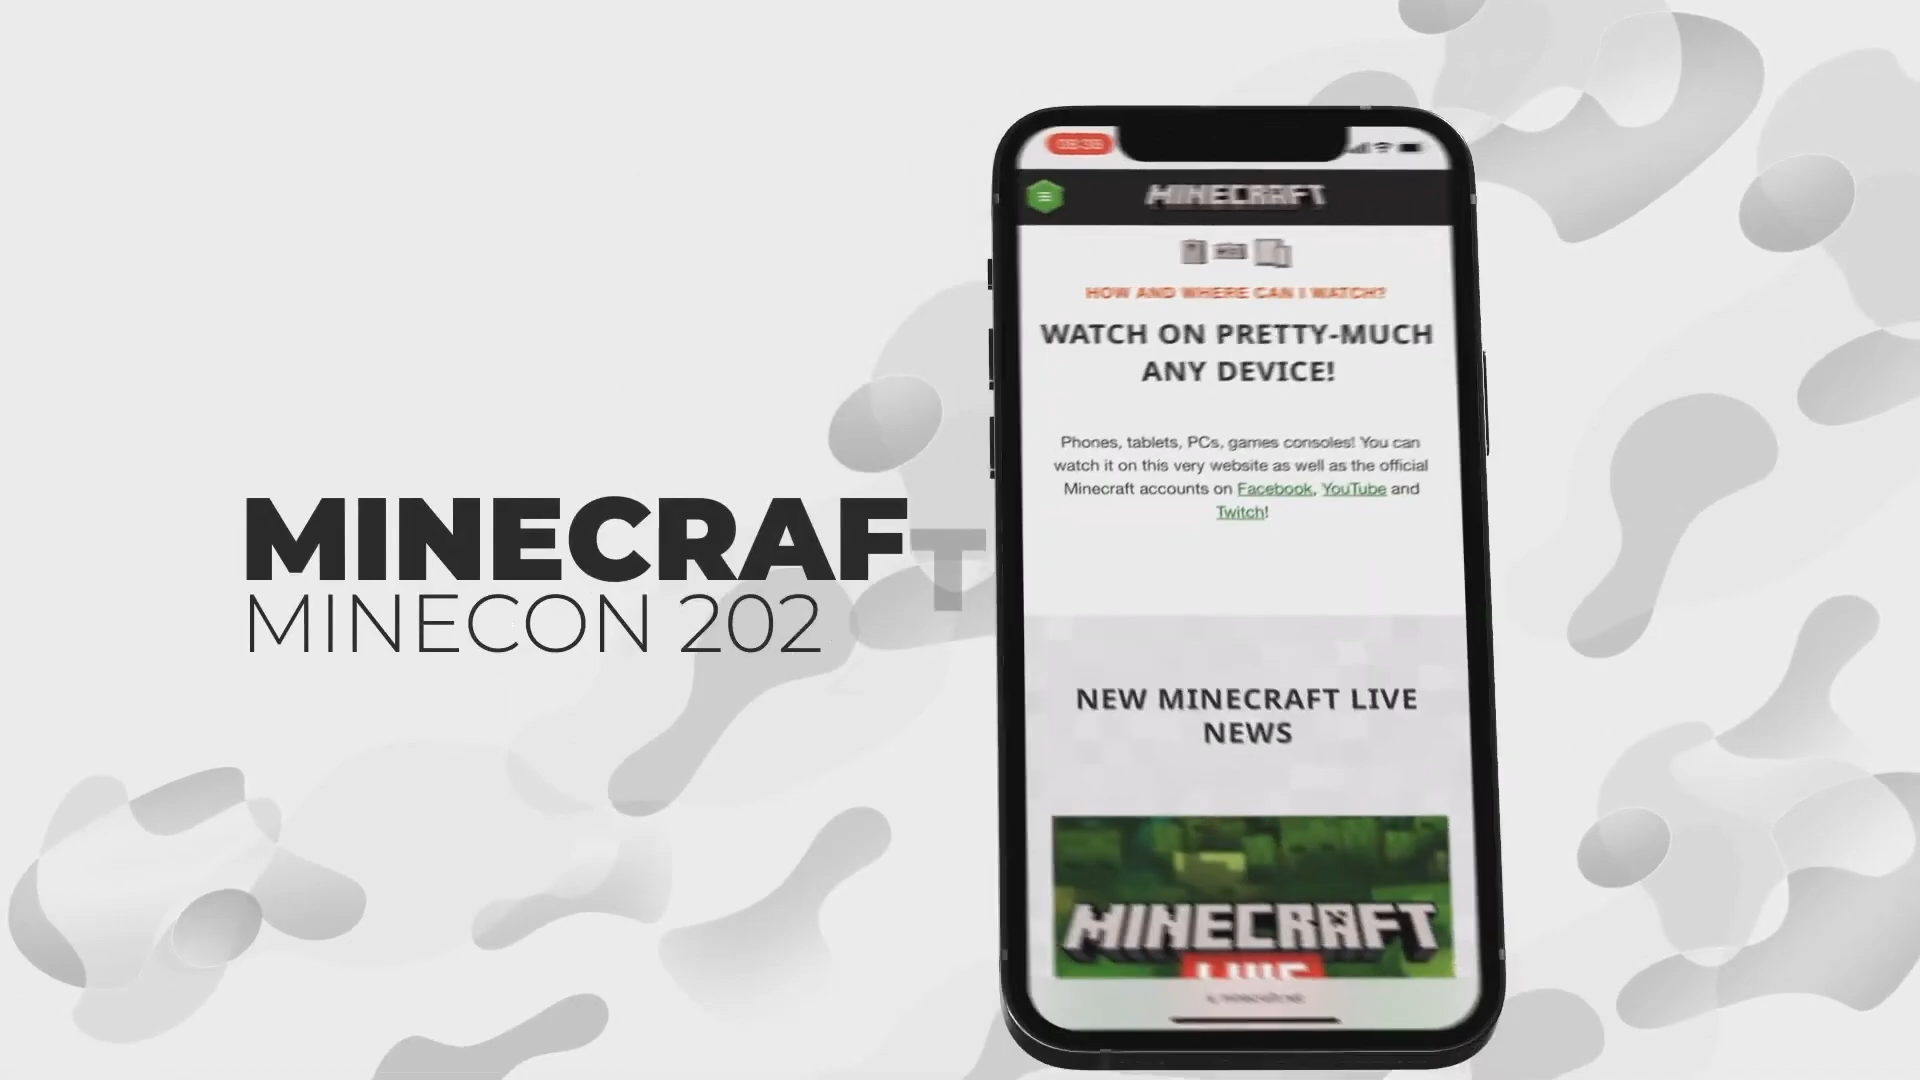 MINECRAFT
MINECON 202
MINECRAFT
HOW AND WHERE CAN I WATCH?
WATCH ON PRETTY-MUCH
ANY DEVICE!
Phones, tablets, PCs, games consoles! You can
watch it on this very website as well as the official
Minecraft accounts on Facebook, YouTube and
Twitch!
NEW MINECRAFT LIVE
NEWS
MINECRAFT
LIVE